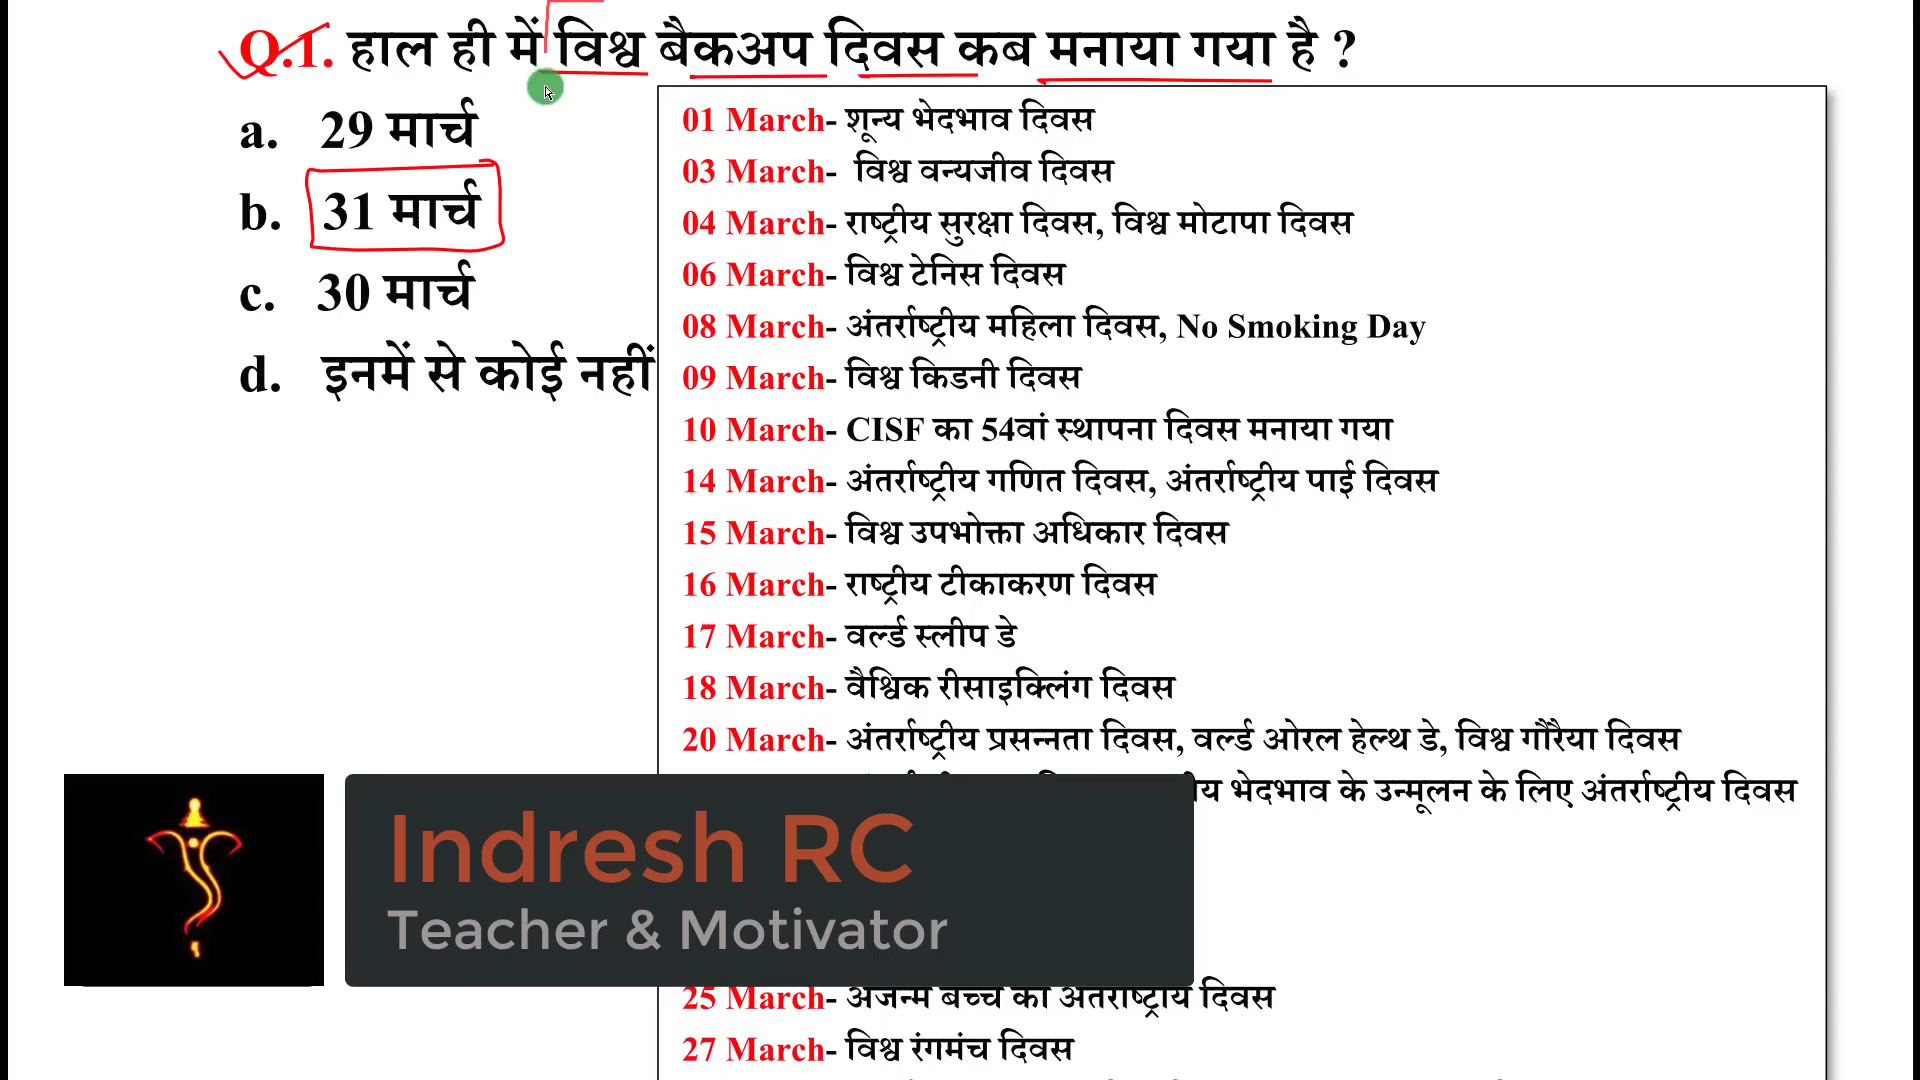 Q.1. हाल ही में विश्व बैकअप दिवस कब मनाया गया है ?
a. 29 मार्च
b. 31 मार्च
c. 30 मार्च
d. इनमें से कोई नहीं
01 March- शून्य भेदभाव दिवस
03 March- विश्व वन्यजीव दिवस
04 March- राष्ट्रीय सुरक्षा दिवस, विश्व मोटापा दिवस
06 March- विश्व टेनिस दिवस
08 March- अंतर्राष्ट्रीय महिला दिवस, No Smoking Day
09 March- विश्व किडनी दिवस
10 March- CISF का 54वां स्थापना दिवस मनाया गया
14 March- अंतर्राष्ट्रीय गणित दिवस, अंतर्राष्ट्रीय पाई दिवस
15 March- विश्व उपभोक्ता अधिकार दिवस
16 March- राष्ट्रीय टीकाकरण दिवस
17 March- वर्ल्ड स्लीप डे
18 March- वैश्विक रीसाइक्लिंग दिवस
20 March- अंतर्राष्ट्रीय प्रसन्नता दिवस, वर्ल्ड ओरल हेल्थ डे, विश्व गौरैया दिवस
भेदभाव के उन्मूलन के लिए अंतर्राष्ट्रीय दिवस
Indresh RC
Teacher & Motivator
25 March- अजन्मे बच्चे का अंतर्राष्ट्रीय दिवस
27 March- विश्व रंगमंच दिवस